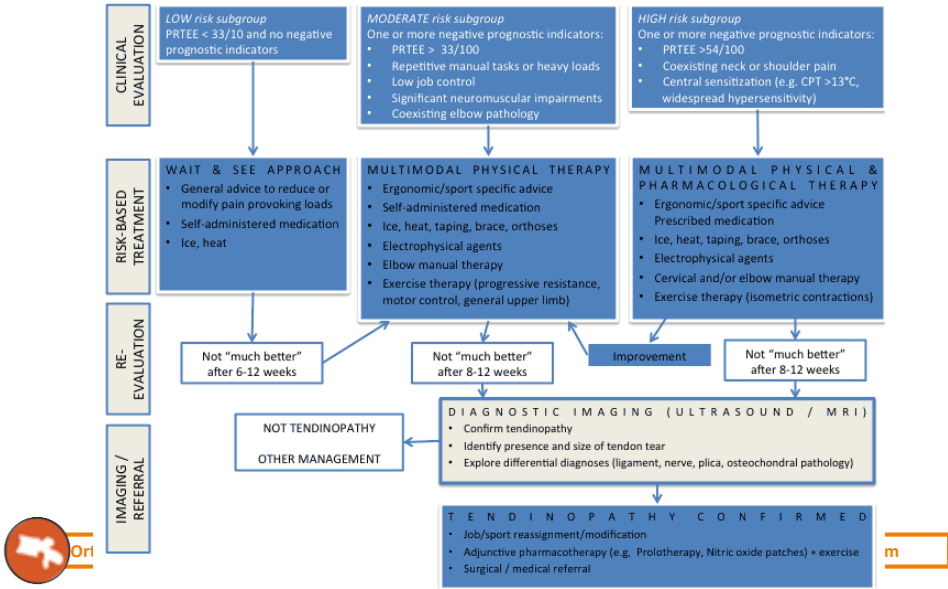 CLINICAL
EVALUATION
LOW risk subgroup
PRTEE < 33/10 and no negative
prognostic indicators
MODERATE risk subgroup
One or more negative prognostic indicators:
• PRTEE > 33/100
• Repetitive manual tasks or heavy loads
• Low job control
• Significant neuromuscular impairments
• Coexisting elbow pathology
HIGH risk subgroup
One or more negative prognostic indicators:
• PRTEE >54/100
• Coexisting neck or shoulder pain
• Central sensitization (e.g. CPT >13°C,
widespread hypersensitivity)
RISK-BASED
TREATMENT
WAIT & SEE APPROACH
• General advice to reduce or
modify pain provoking loads
• Self-administered medication
• Ice, heat
MULTIMODAL PHYSICAL THERAPY
• Ergonomic/sport specific advice
• Self-administered medication
• Ice, heat, taping, brace, orthoses
• Electrophysical agents
• Elbow manual therapy
• Exercise therapy (progressive resistance,
motor control, general upper limb)
MULTIMODAL PHYSICAL &
PHARMACOLOGICAL THERAPY
• Ergonomic/sport specific advice
Prescribed medication
• Ice, heat, taping, brace, orthoses
• Electrophysical agents
• Cervical and/or elbow manual therapy
• Exercise therapy (isometric contractions)
RE-
EVALUATION
Not "much better"
after 6-12 weeks
Not "much better"
after 8-12 weeks
Improvement
Not "much better"
after 8-12 weeks
IMAGING /
REFERRAL
NOT TENDINOPATHY
OTHER MANAGEMENT
DIAGNOSTIC IMAGING (ULTRASOUND / MRI)
• Confirm tendinopathy
• Identify presence and size of tendon tear
• Explore differential diagnoses (ligament, nerve, plica, osteochondral pathology)
TENDINOPATHY CONFIRMED
• Job/sport reassignment/modification
• Adjunctive pharmacotherapy (e.g, Prolotherapy, Nitric oxide patches) + exercise
• Surgical / medical referral
Ort
m